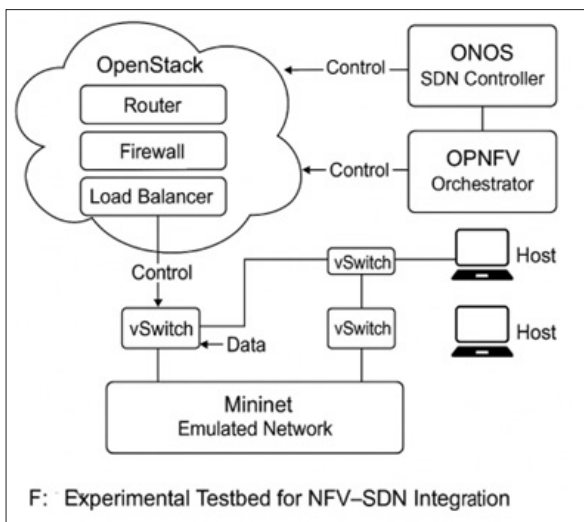 OpenStack
Router
Firewall
Load Balancer
Control
ONOS
SDN Controller
Control
OPNFV
Orchestrator
Control
vSwitch
Host
vSwitch
Data
vSwitch
Host
Mininet
Emulated Network
F: Experimental Testbed for NFV–SDN Integration